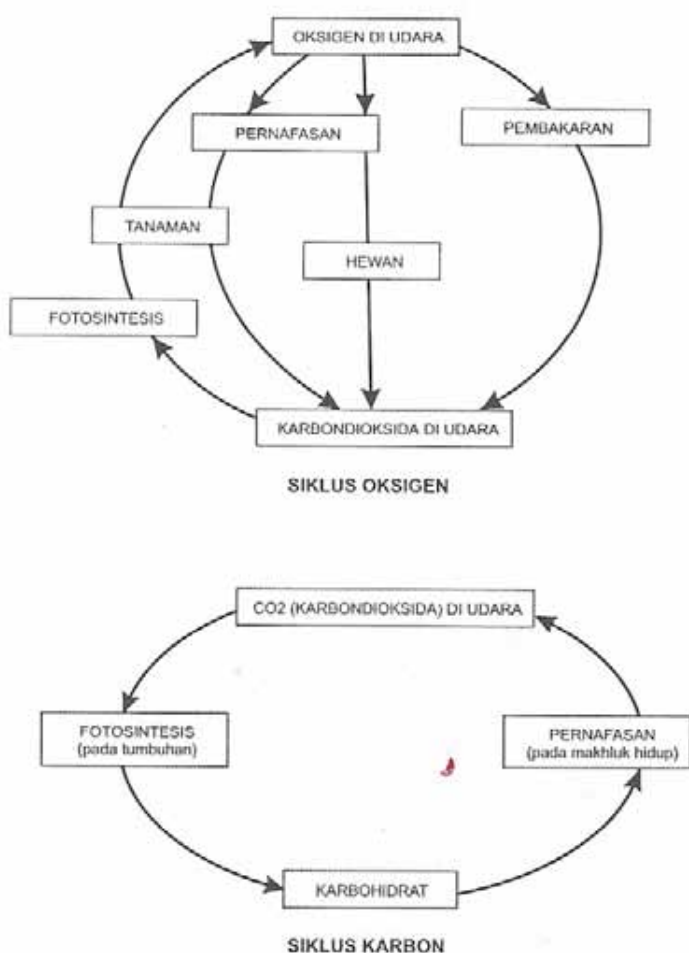 OKSIGEN DI UDARA
PERNAFASAN
PEMBAKARAN
TANAMAN
HEWAN
FOTOSINTESIS
KARBONDIOKSIDA DI UDARA
SIKLUS OKSIGEN
CO2 (KARBONDIOKSIDA) DI UDARA
FOTOSINTESIS
(pada tumbuhan)
PERNAFASAN
(pada makhluk hidup)
KARBOHIDRAT
SIKLUS KARBON